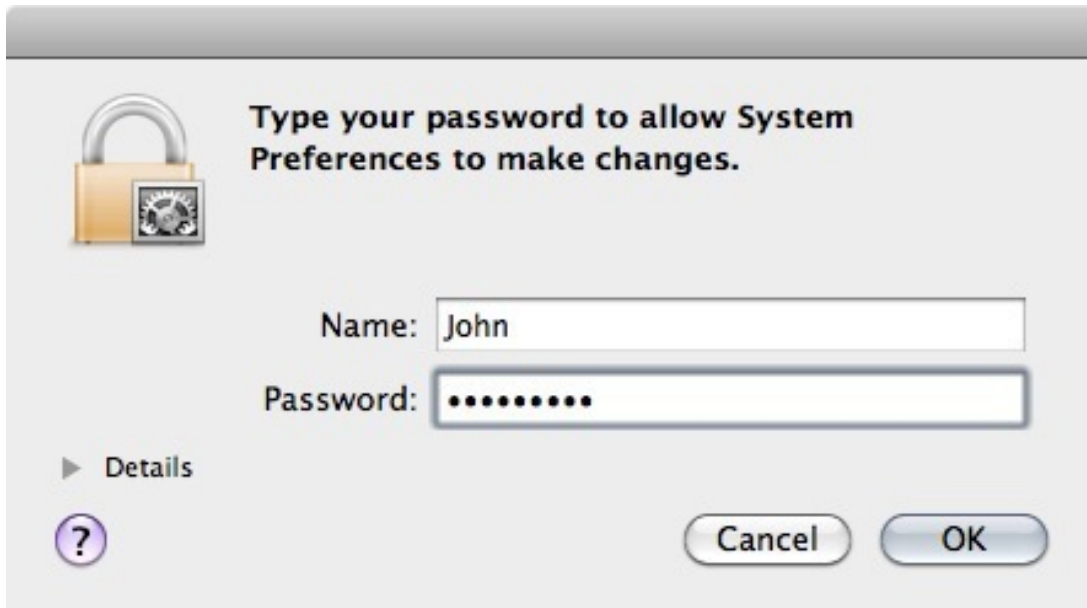 Type your password to allow System
Preferences to make changes.
Name: John
Password: •••••••••
Details
?
Cancel
OK